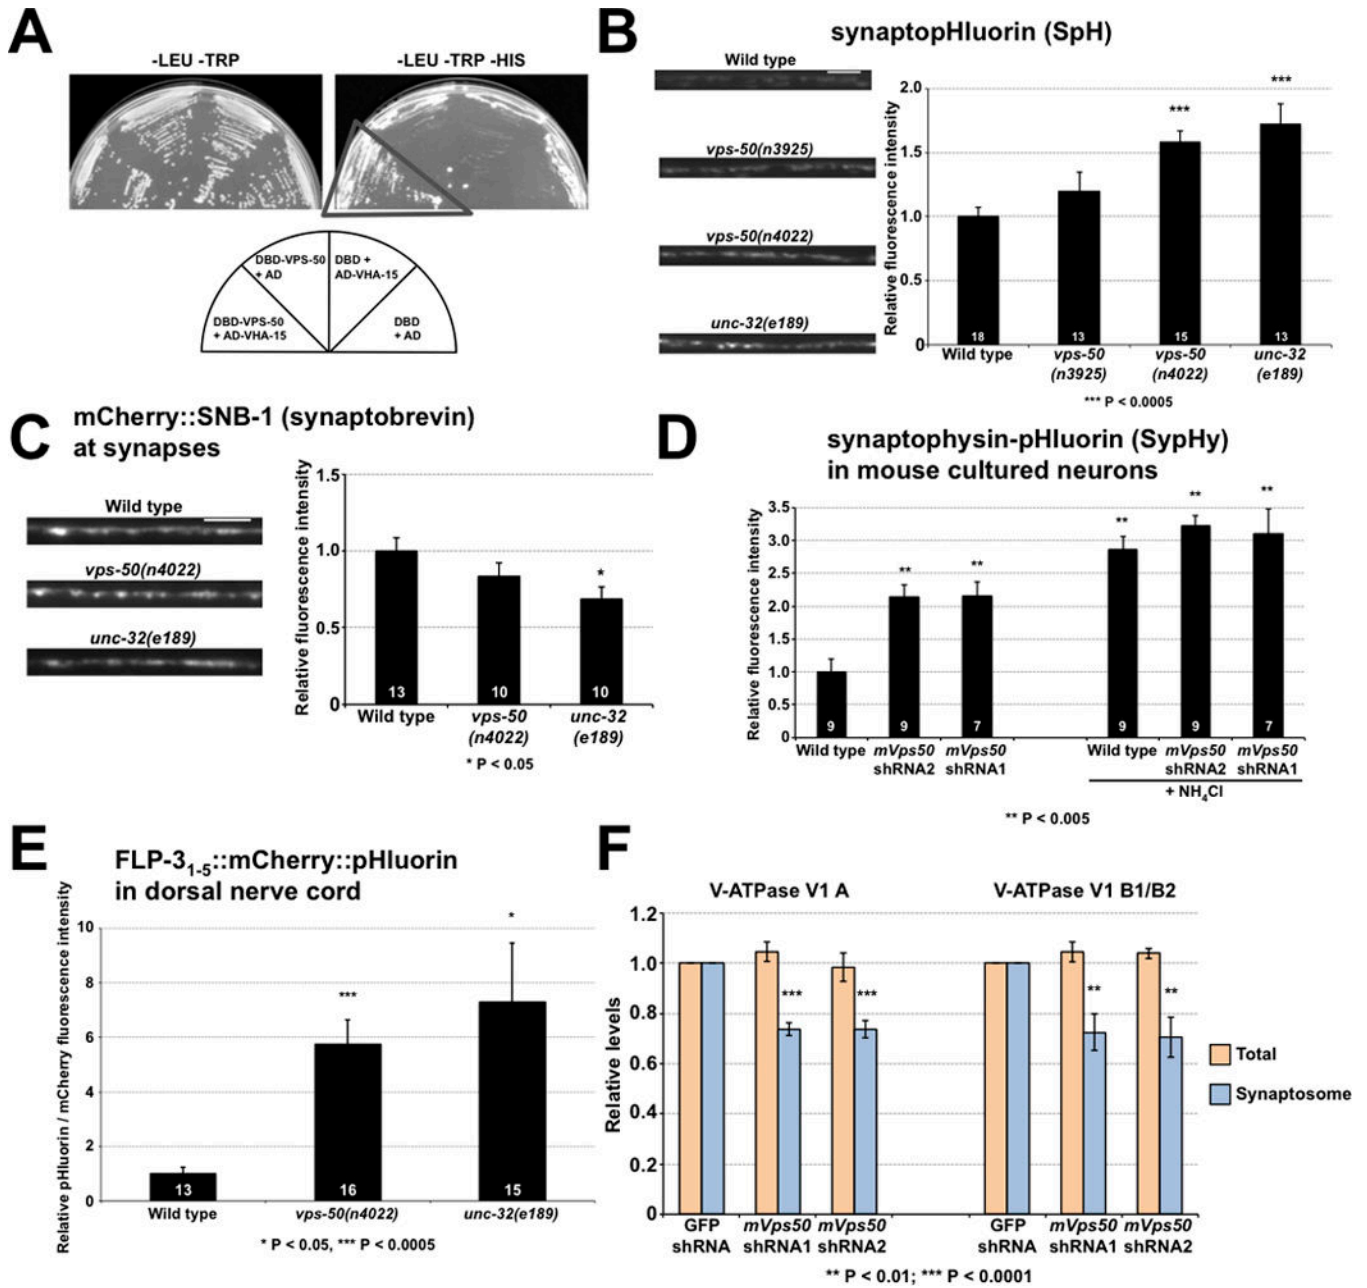 A
-LEU -TRP
-LEU -TRP -HIS
DBD-VPS-50
+ AD
DBD +
AD-VHA-15
DBD-VPS-50
+ AD-VHA-15
DBD
+ AD
B
synaptopHluorin (SpH)
Wild type
vps-50(n3925)
vps-50(n4022)
unc-32(e189)
Relative fluorescence intensity
2.0
1.5
1.0
0.5
0
***
***
18
13
15
13
Wild type
vps-50
(n3925)
vps-50
(n4022)
unc-32
(e189)
*** P < 0.0005
C
mCherry::SNB-1 (synaptobrevin)
at synapses
Wild type
vps-50(n4022)
unc-32(e189)
Relative fluorescence intensity
1.5
1.0
0.5
0
*
13
10
10
Wild type
vps-50
(n4022)
unc-32
(e189)
* P < 0.05
D
synaptophysin-pHluorin (SypHy)
in mouse cultured neurons
Relative fluorescence intensity
3.5
3.0
2.5
2.0
1.5
1.0
0.5
0
**
**
**
**
**
9
9
7
9
9
7
Wild type
mVps50
shRNA2
mVps50
shRNA1
Wild type
mVps50
shRNA2
mVps50
shRNA1
+ NH4Cl
** P < 0.005
E
FLP-31-5::mCherry::pHluorin
in dorsal nerve cord
Relative pHluorin / mCherry fluorescence intensity
10
8
6
4
2
0
***
*
13
16
15
Wild type
vps-50(n4022)
unc-32(e189)
* P < 0.05, *** P < 0.0005
F
V-ATPase V1 A
V-ATPase V1 B1/B2
Relative levels
1.2
1.0
0.8
0.6
0.4
0.2
0
***
***
**
**
GFP
shRNA
mVps50
shRNA1
mVps50
shRNA2
GFP
shRNA
mVps50
shRNA1
mVps50
shRNA2
Total
Synaptosome
** P < 0.01; *** P < 0.0001